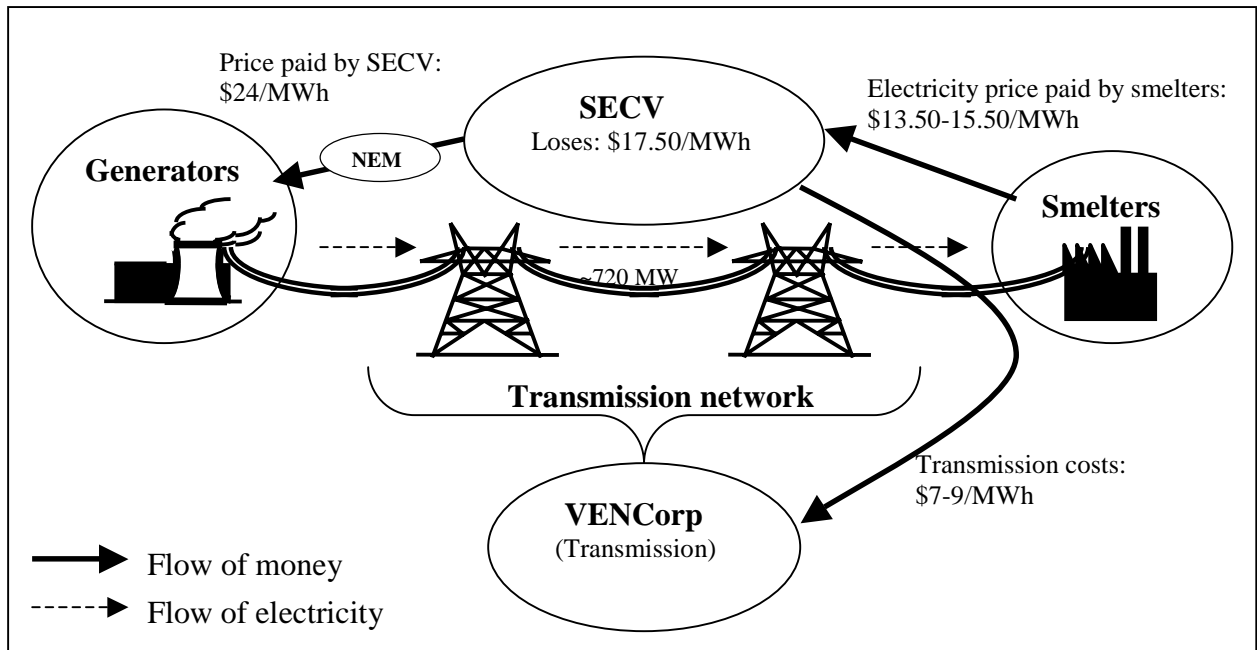 Price paid by SECV:
$24/MWh
SECV
Loses: $17.50/MWh
Electricity price paid by smelters:
$13.50-15.50/MWh
NEM
Generators
Smelters
~720 MW
Transmission network
Transmission costs:
$7-9/MWh
VENCorp
(Transmission)
Flow of money
Flow of electricity